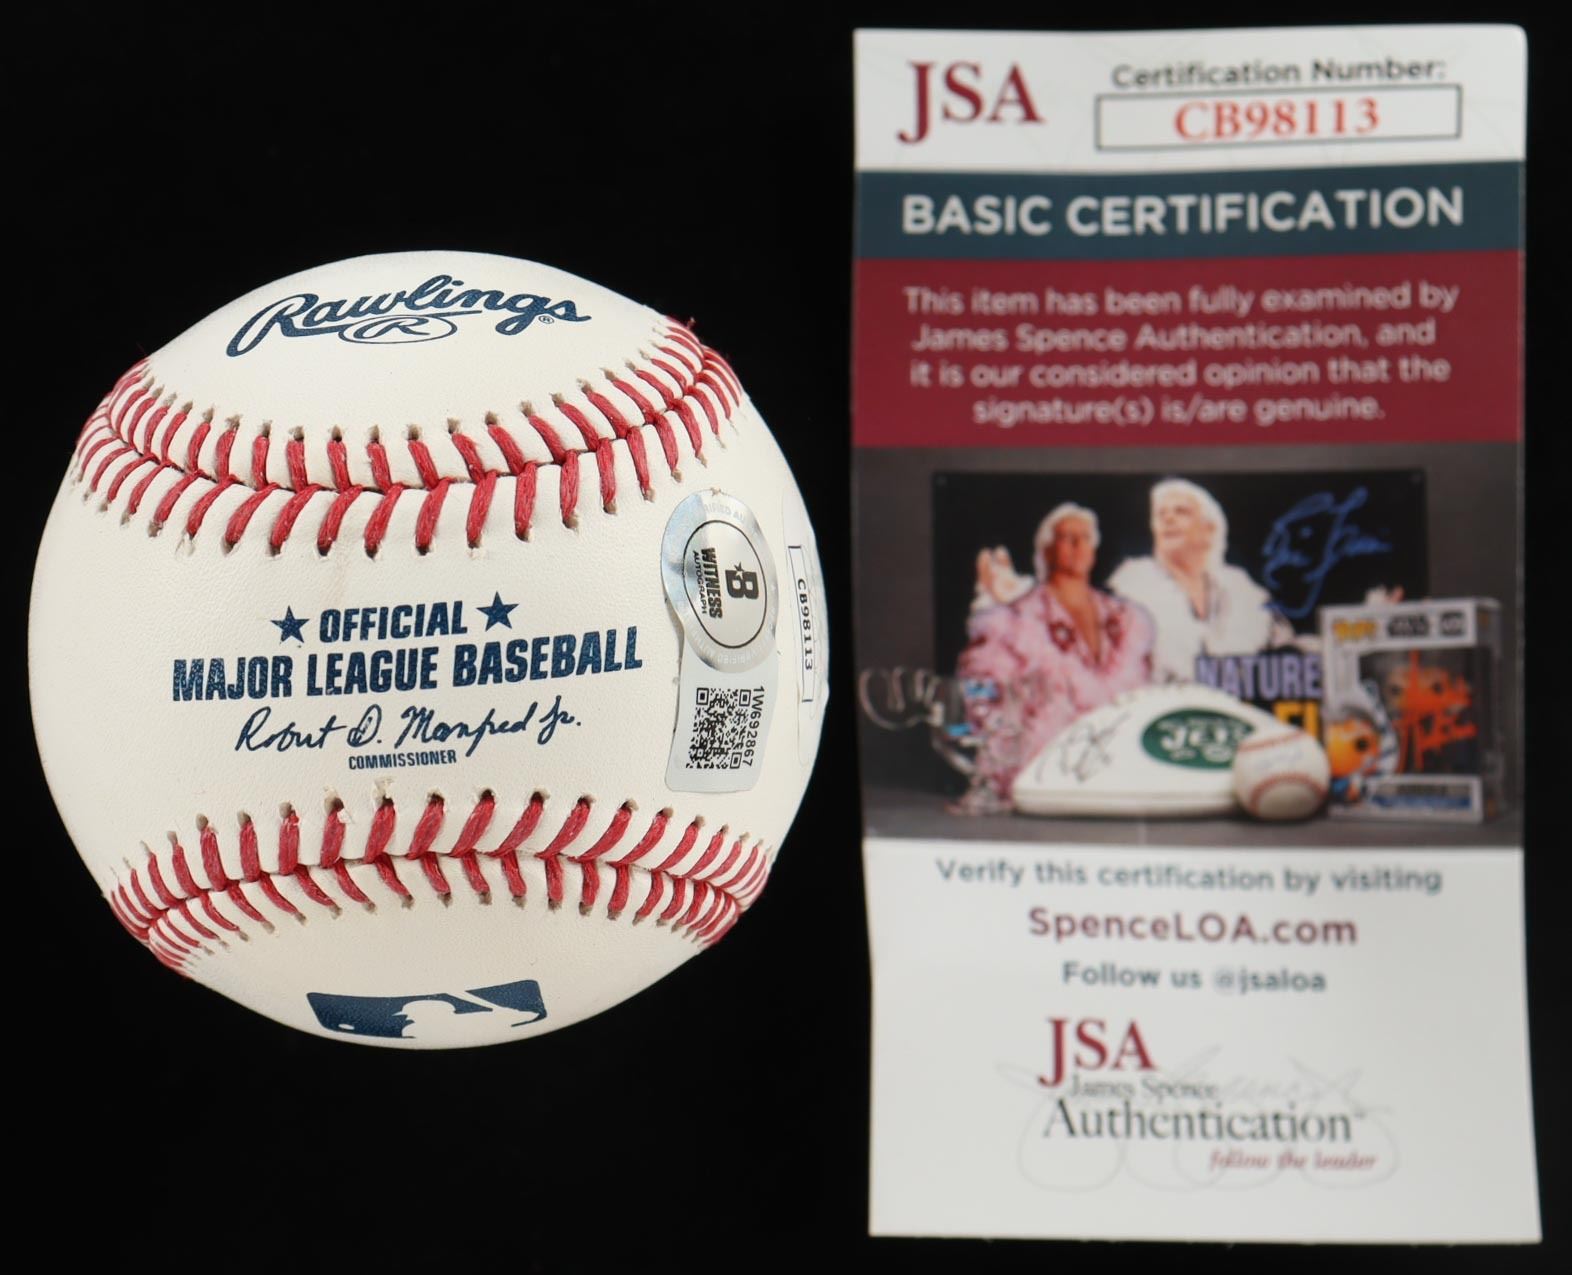 Rawlings®
R
OFFICIAL
MAJOR LEAGUE BASEBALL
Robert D. Manfred Jr.
COMMISSIONER
B
WITNESS
AUTOGRAPH
1W692867
CB98113
JSA
Certification Number:
CB98113
BASIC CERTIFICATION
This item has been fully examined by
James Spence Authentication, and
it is our considered opinion that the
signature(s) is/are genuine.
NATURE
JETS
Verify this certification by visiting
SpenceLOA.com
Follow us @jsaloa
JSA
James Spence
Authentication™
follow the leader